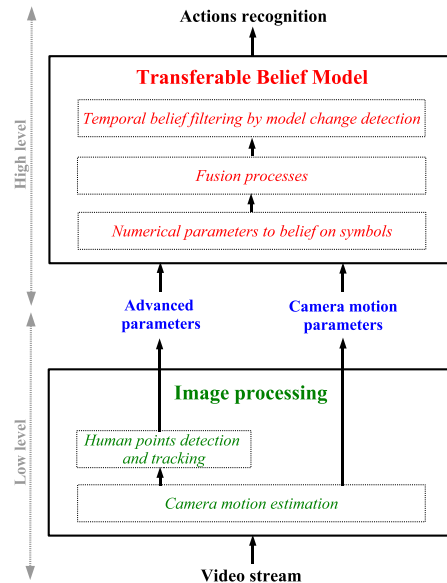 Actions recognition
High level
Transferable Belief Model
Temporal belief filtering by model change detection
Fusion processes
Numerical parameters to belief on symbols
Advanced
parameters
Camera motion
parameters
Low level
Image processing
Human points detection
and tracking
Camera motion estimation
Video stream